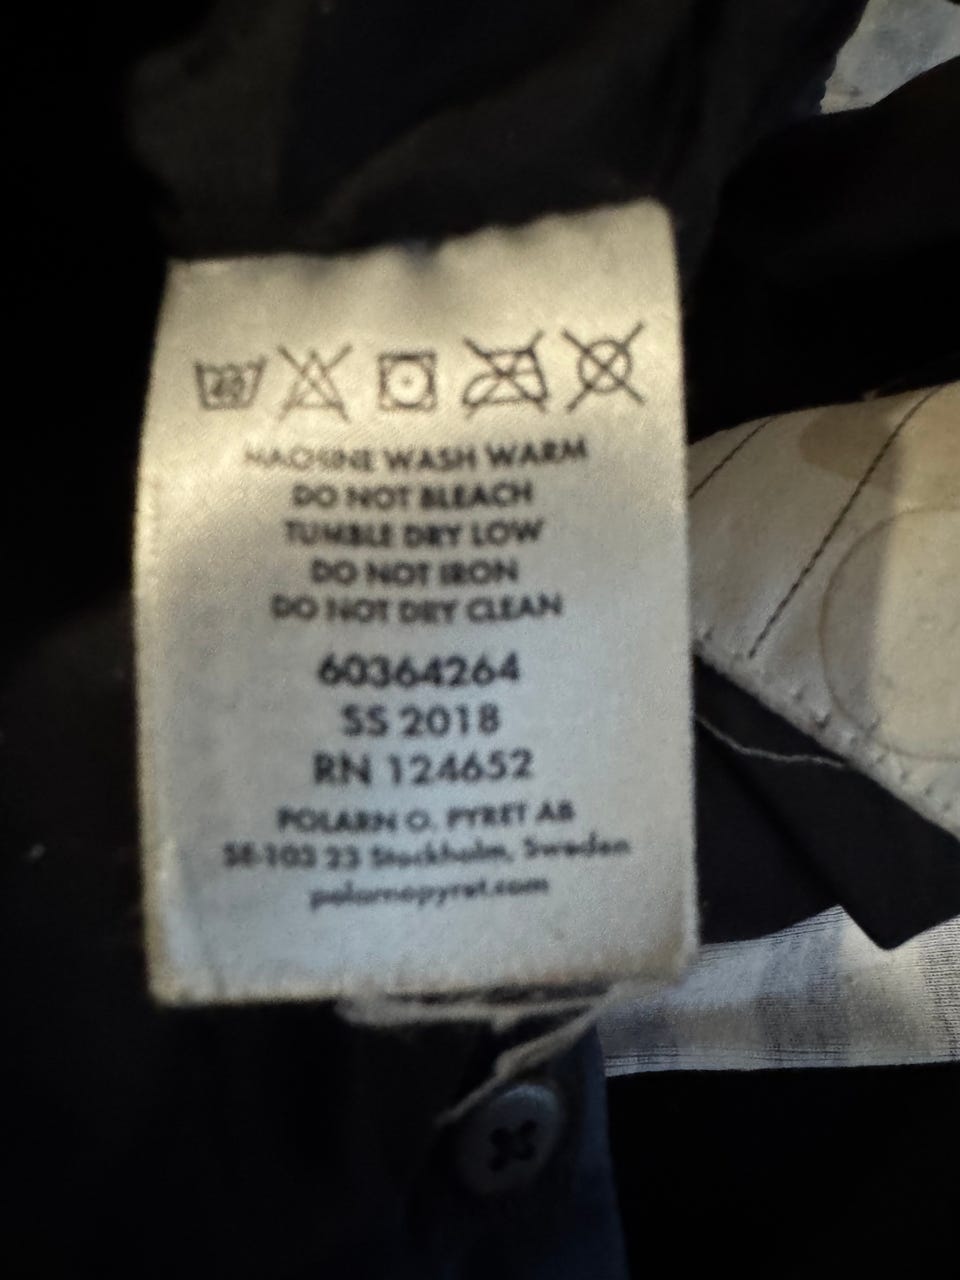 40
MACHINE WASH WARM
DO NOT BLEACH
TUMBLE DRY LOW
DO NOT IRON
DO NOT DRY CLEAN
60364264
SS 2018
RN 124652
POLARN O. PYRET AB
SE-103 23 Stockholm, Sweden
polarnopyret.com